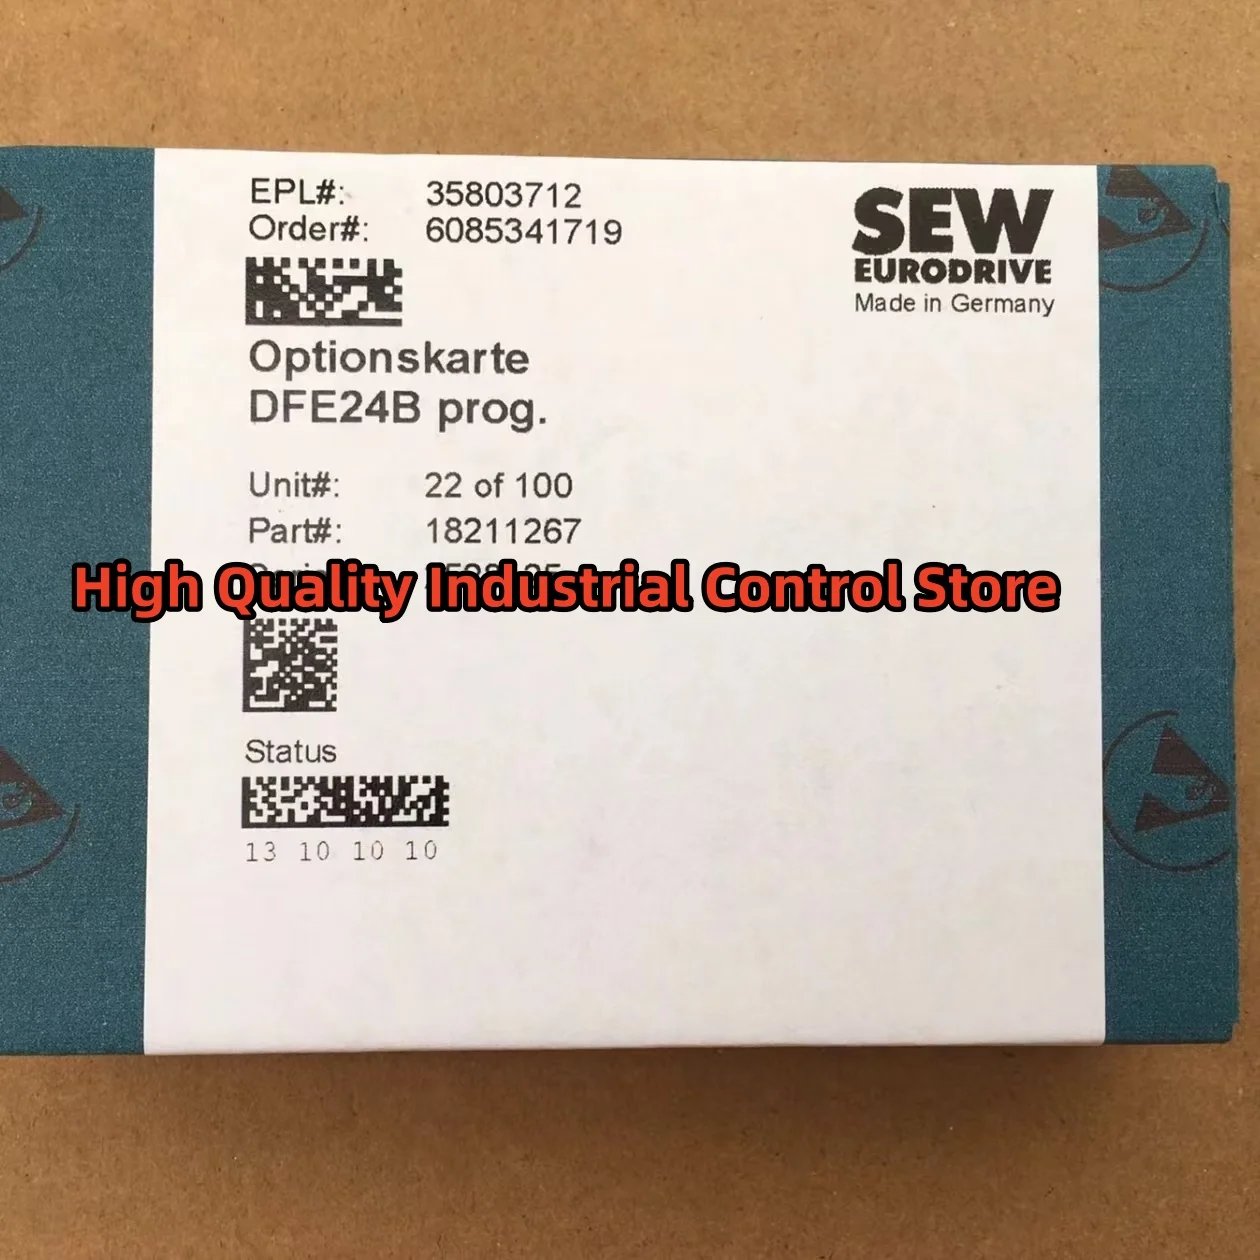 EPL#: 35803712
Order#: 6085341719
SEW
EURODRIVE
Made in Germany
Optionskarte
DFE24B prog.
Unit#: 22 of 100
Part#: 18211267
High Quality Industrial Control Store
Status
13 10 10 10